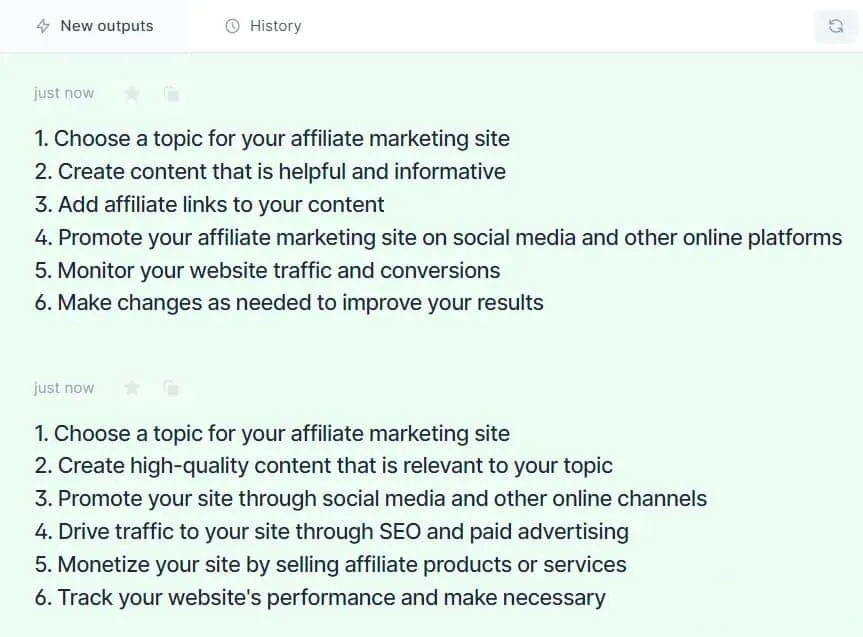 New outputs
History
just now
1. Choose a topic for your affiliate marketing site
2. Create content that is helpful and informative
3. Add affiliate links to your content
4. Promote your affiliate marketing site on social media and other online platforms
5. Monitor your website traffic and conversions
6. Make changes as needed to improve your results
just now
1. Choose a topic for your affiliate marketing site
2. Create high-quality content that is relevant to your topic
3. Promote your site through social media and other online channels
4. Drive traffic to your site through SEO and paid advertising
5. Monetize your site by selling affiliate products or services
6. Track your website's performance and make necessary